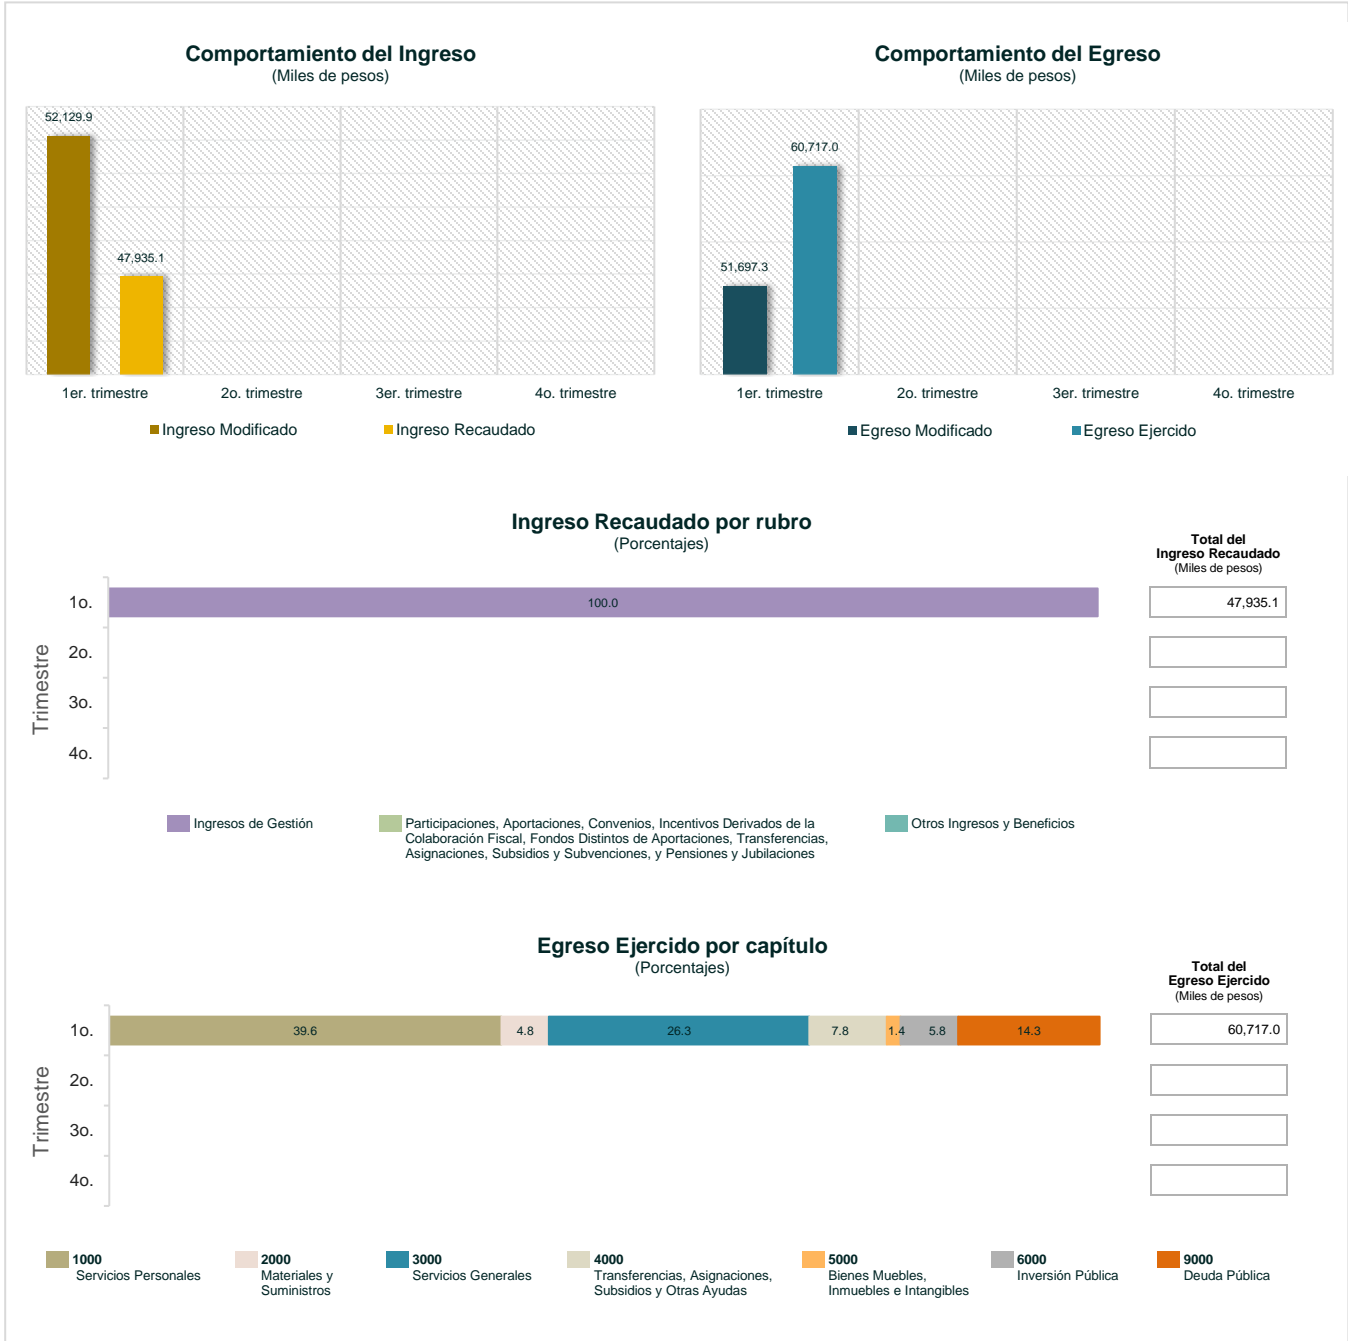 Comportamiento del Ingreso
(Miles de pesos)
52,129.9
47,935.1
1er. trimestre
2o. trimestre
3er. trimestre
4o. trimestre
Ingreso Modificado
Ingreso Recaudado
Comportamiento del Egreso
(Miles de pesos)
60,717.0
51,697.3
1er. trimestre
2o. trimestre
3er. trimestre
4o. trimestre
Egreso Modificado
Egreso Ejercido
Ingreso Recaudado por rubro
(Porcentajes)
Total del
Ingreso Recaudado
(Miles de pesos)
Trimestre
1o.
100.0
47,935.1
2o.
3o.
4o.
Ingresos de Gestión
Participaciones, Aportaciones, Convenios, Incentivos Derivados de la
Colaboración Fiscal, Fondos Distintos de Aportaciones, Transferencias,
Asignaciones, Subsidios y Subvenciones, y Pensiones y Jubilaciones
Otros Ingresos y Beneficios
Egreso Ejercido por capítulo
(Porcentajes)
Total del
Egreso Ejercido
(Miles de pesos)
Trimestre
1o.
39.6
4.8
26.3
7.8
1.4
5.8
14.3
60,717.0
2o.
3o.
4o.
1000
Servicios Personales
2000
Materiales y
Suministros
3000
Servicios Generales
4000
Transferencias, Asignaciones,
Subsidios y Otras Ayudas
5000
Bienes Muebles,
Inmuebles e Intangibles
6000
Inversión Pública
9000
Deuda Pública